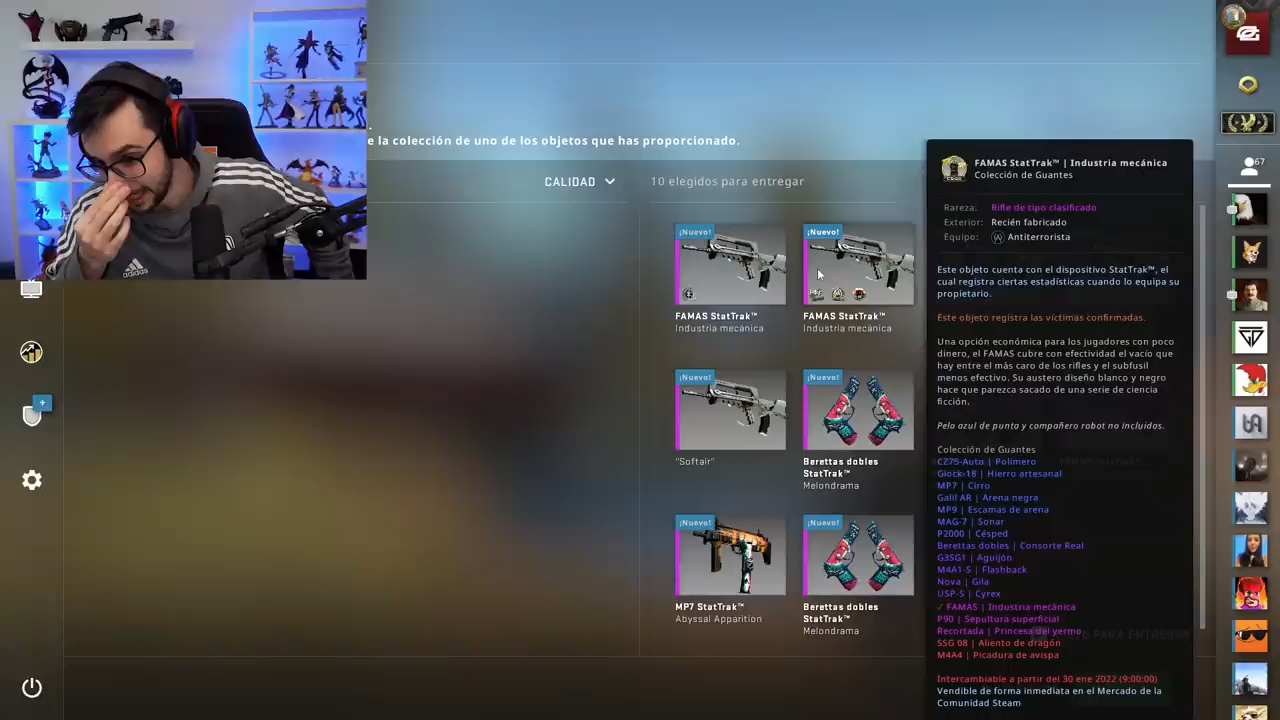 e la colección de uno de los objetos que has proporcionado.
CALIDAD
10 elegidos para entregar
¡Nuevo!
FAMAS StatTrak™
Industria mecánica
¡Nuevo!
FAMAS StatTrak™
Industria mecánica
¡Nuevo!
"Softair"
¡Nuevo!
Berettas dobles
StatTrak™
Melondrama
¡Nuevo!
MP7 StatTrak™
Abyssal Apparition
¡Nuevo!
Berettas dobles
StatTrak™
Melondrama
FAMAS StatTrak™ | Industria mecánica
Colección de Guantes
Rareza: Rifle de tipo clasificado
Exterior: Recién fabricado
Equipo: Antiterrorista
Este objeto cuenta con el dispositivo StatTrak™, el
cual registra ciertas estadísticas cuando lo equipa su
propietario.
Este objeto registra las víctimas confirmadas.
Una opción económica para los jugadores con poco
dinero, el FAMAS cubre con efectividad el vacío que
hay entre el más caro de los rifles y el subfusil
menos efectivo. Su austero diseño blanco y negro
hace que parezca sacado de una serie de ciencia
ficción.
Pelo azul de punta y compañero robot no incluidos.
Colección de Guantes
CZ75-Auto | Polímero
Glock-18 | Hierro artesanal
MP7 | Cirro
Galil AR | Arena negra
MP9 | Escamas de arena
MAG-7 | Sonar
P2000 | Césped
Berettas dobles | Consorte Real
G3SG1 | Aguijón
M4A1-S | Flashback
Nova | Gila
USP-S | Cyrex
✓ FAMAS | Industria mecánica
P90 | Sepultura superficial
Recortada | Princesa del yermo
SSG 08 | Aliento de dragón
M4A4 | Picadura de avispa
Intercambiable a partir del 30 ene 2022 (9:00:00)
Vendible de forma inmediata en el Mercado de la
Comunidad Steam
67
adidas